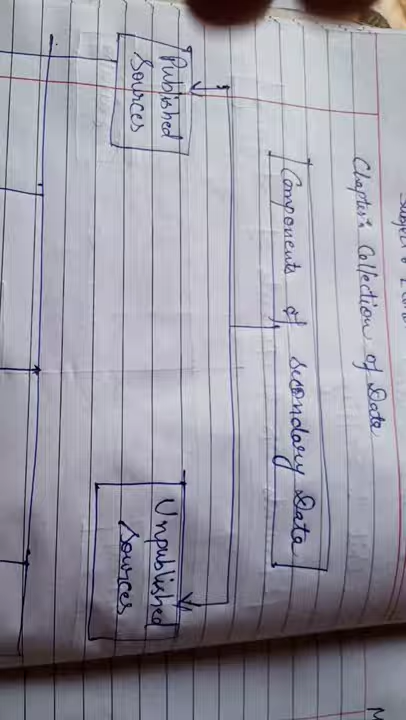 Chapter: Collection of Data
Components of secondary Data
Published
Sources
Unpublished
Sources